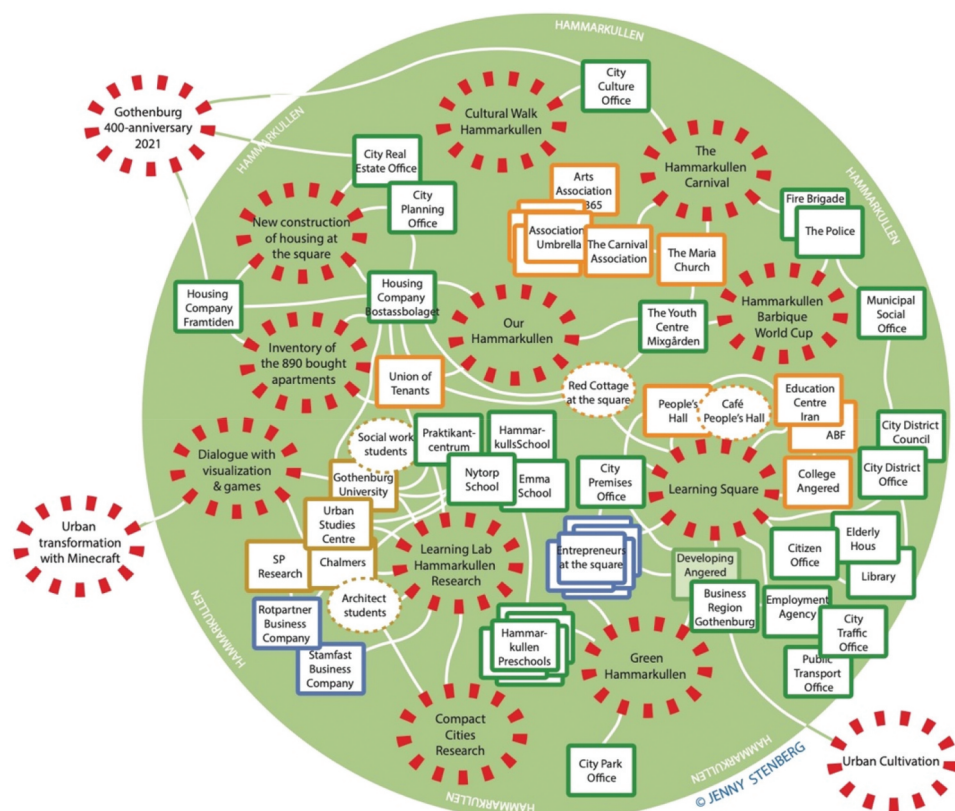 HAMMARKULLEN
Gothenburg
400-anniversary
2021
City
Culture
Office
Cultural Walk
Hammarkullen
HAMMARKULLEN
City Real
Estate Office
The
Hammarkullen
Carnival
HAMMARKULLEN
City
Planning
Office
Arts
Association
365
Fire Brigade
The Police
New construction
of housing at
the square
Association
Umbrella
The Carnival
Association
The Maria
Church
Housing
Company
Framtiden
Housing
Company
Bostassbolaget
Our
Hammarkullen
The Youth
Centre
Mixgården
Hammarkullen
Barbique
World Cup
Municipal
Social
Office
Inventory of
the 890 bought
apartments
Union of
Tenants
Red Cottage
at the square
People's
Hall
Café
People's Hall
Education
Centre
Iran
ABF
City District
Council
Social work
students
Praktikant-
centrum
Hammar-
kullsSchool
Dialogue with
visualization
& games
Gothenburg
University
Nytorp
School
Emma
School
City
Premises
Office
Learning Square
College
Angered
City District
Office
Urban
transformation
with Minecraft
Urban
Studies
Centre
SP
Research
Chalmers
Learning Lab
Hammarkullen
Research
Entrepreneurs
at the square
Developing
Angered
Citizen
Office
Elderly
Hous
Library
Architect
students
Rotpartner
Business
Company
Stamfast
Business
Company
Business
Region
Gothenburg
Employment
Agency
City
Traffic
Office
Public
Transport
Office
HAMMARKULLEN
Hammar-
kullen
Preschools
Green
Hammarkullen
Compact
Cities
Research
City Park
Office
HAMMARKULLEN
Urban Cultivation
© JENNY STENBERG
HAMMARKULLEN